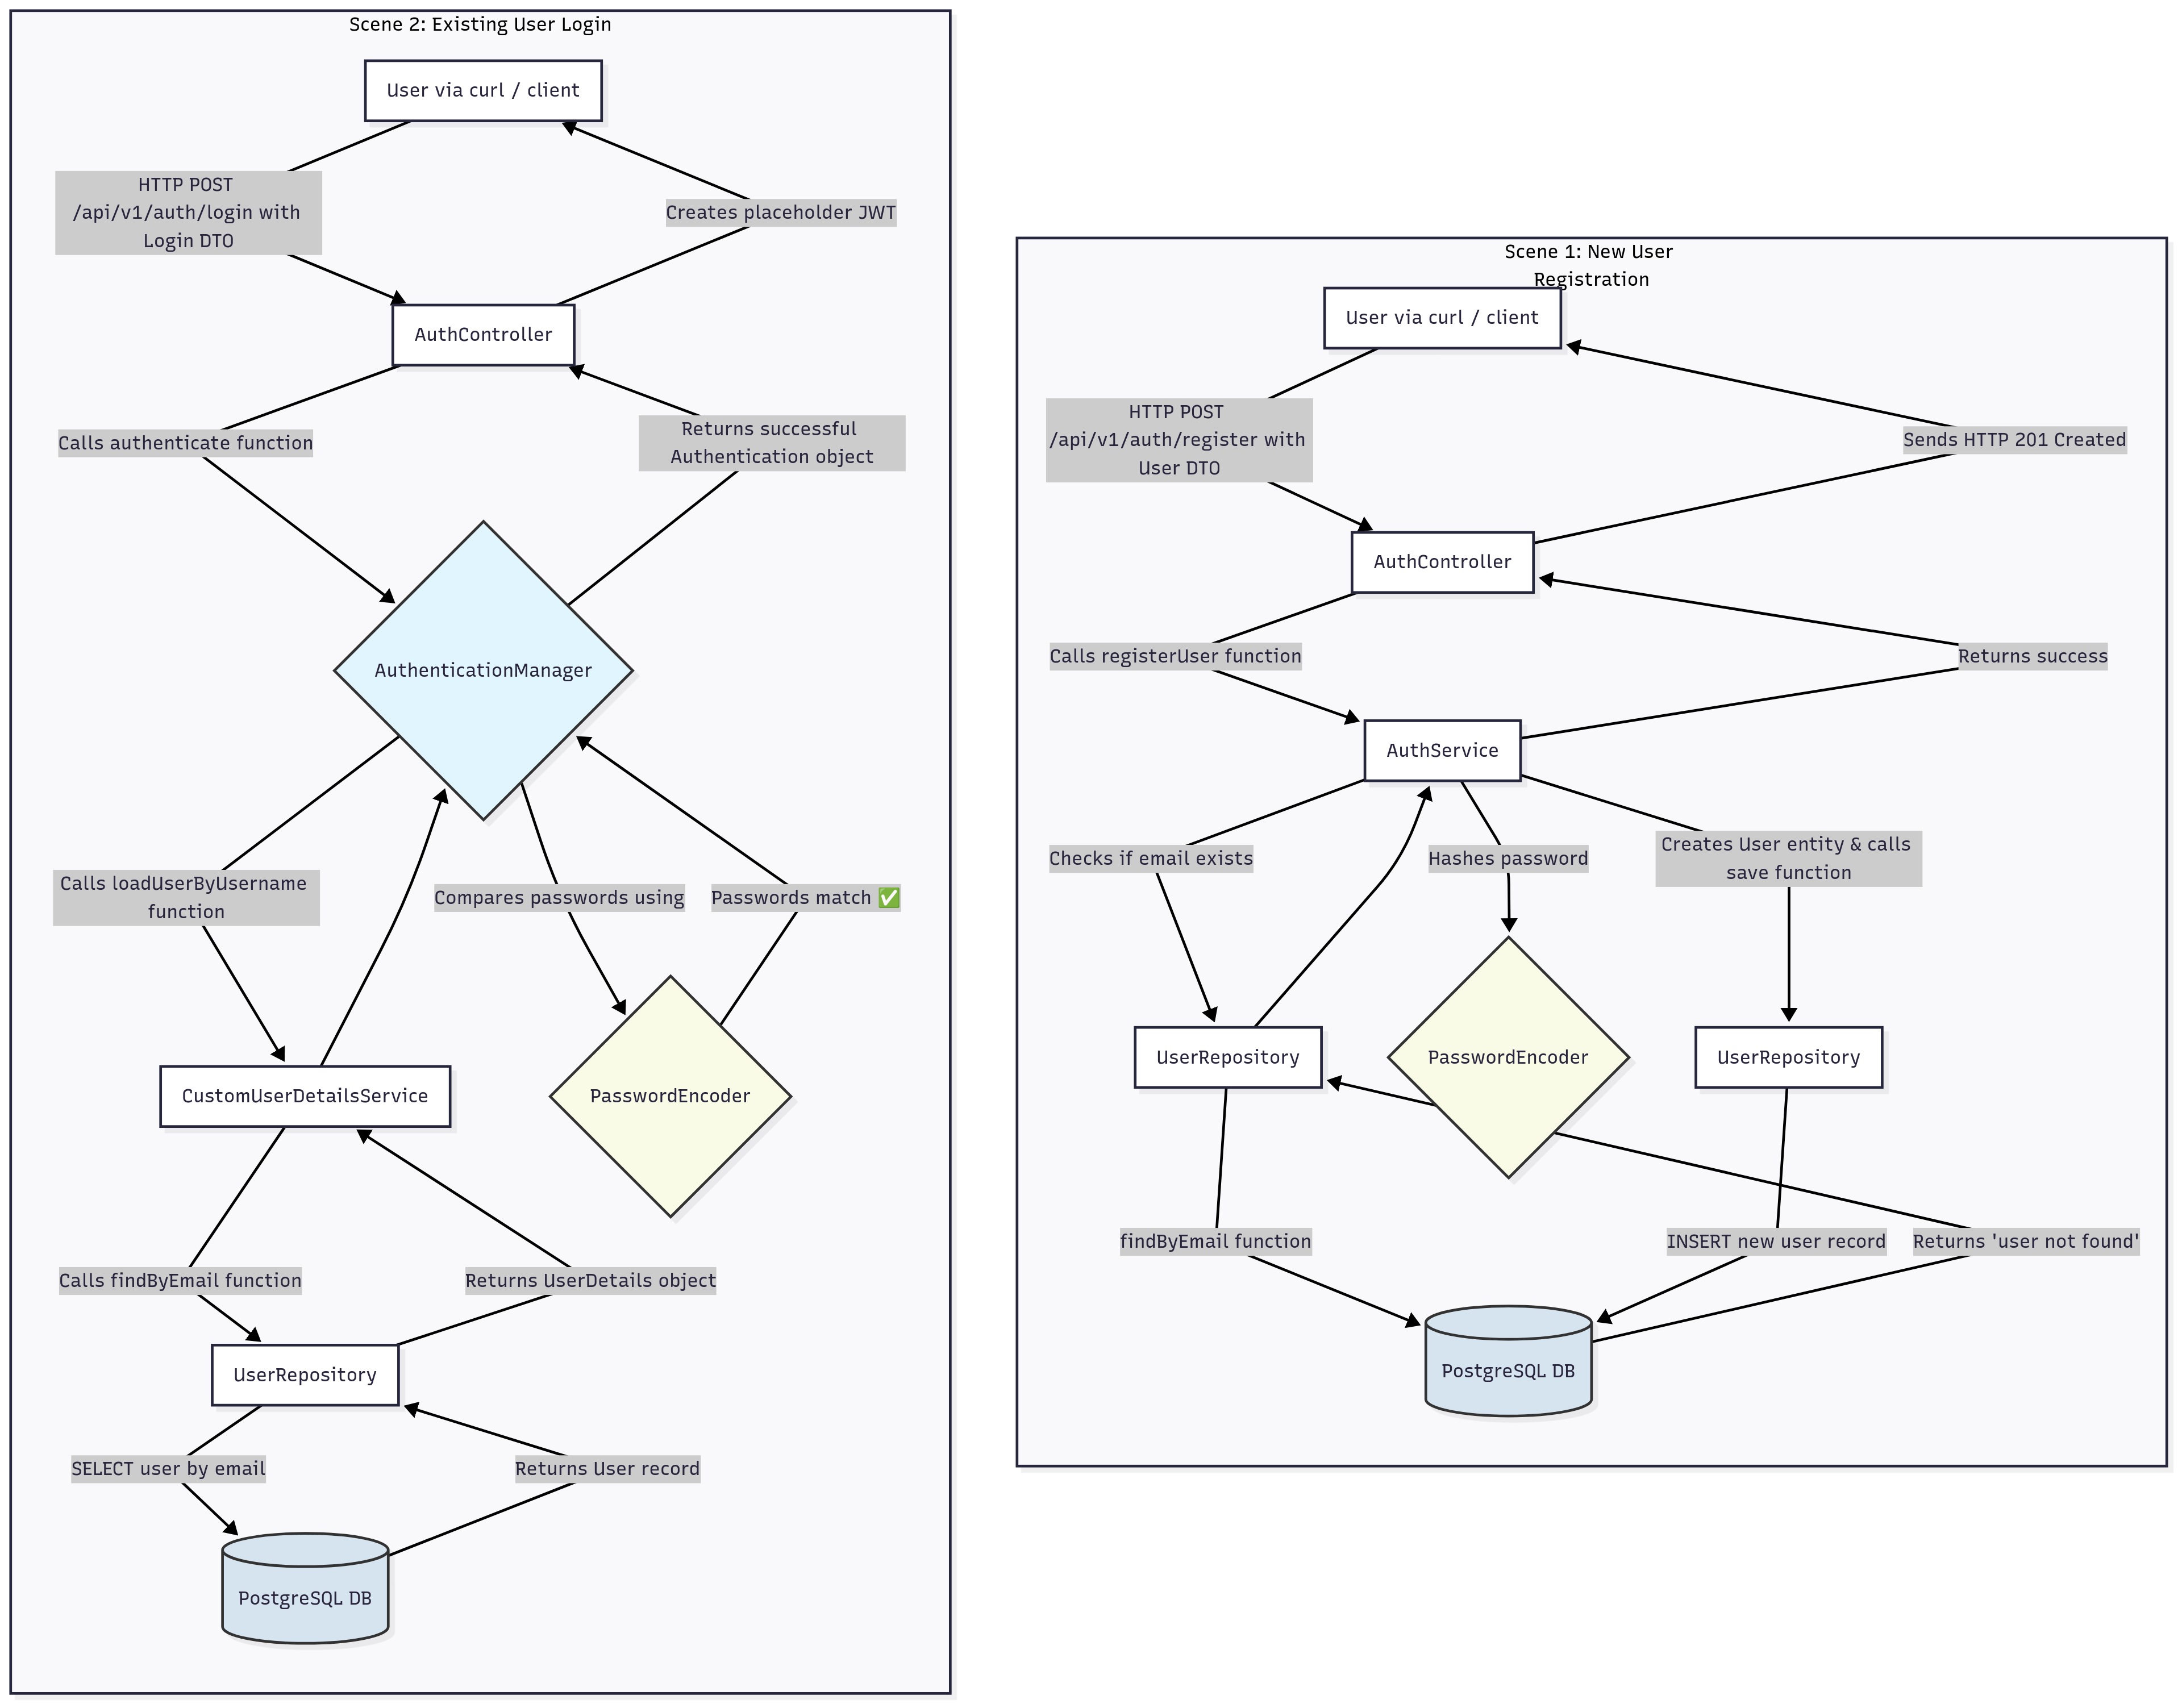 Scene 2: Existing User Login
User via curl / client
HTTP POST
/api/v1/auth/login with
Login DTO
Creates placeholder JWT
AuthController
Calls authenticate function
Returns successful
Authentication object
AuthenticationManager
Calls loadUserByUsername
function
Compares passwords using
Passwords match ✅
CustomUserDetailsService
PasswordEncoder
Calls findByEmail function
Returns UserDetails object
UserRepository
SELECT user by email
Returns User record
PostgreSQL DB
Scene 1: New User
Registration
User via curl / client
HTTP POST
/api/v1/auth/register with
User DTO
Sends HTTP 201 Created
AuthController
Calls registerUser function
Returns success
AuthService
Checks if email exists
Hashes password
Creates User entity & calls
save function
UserRepository
PasswordEncoder
UserRepository
findByEmail function
INSERT new user record
Returns 'user not found'
PostgreSQL DB